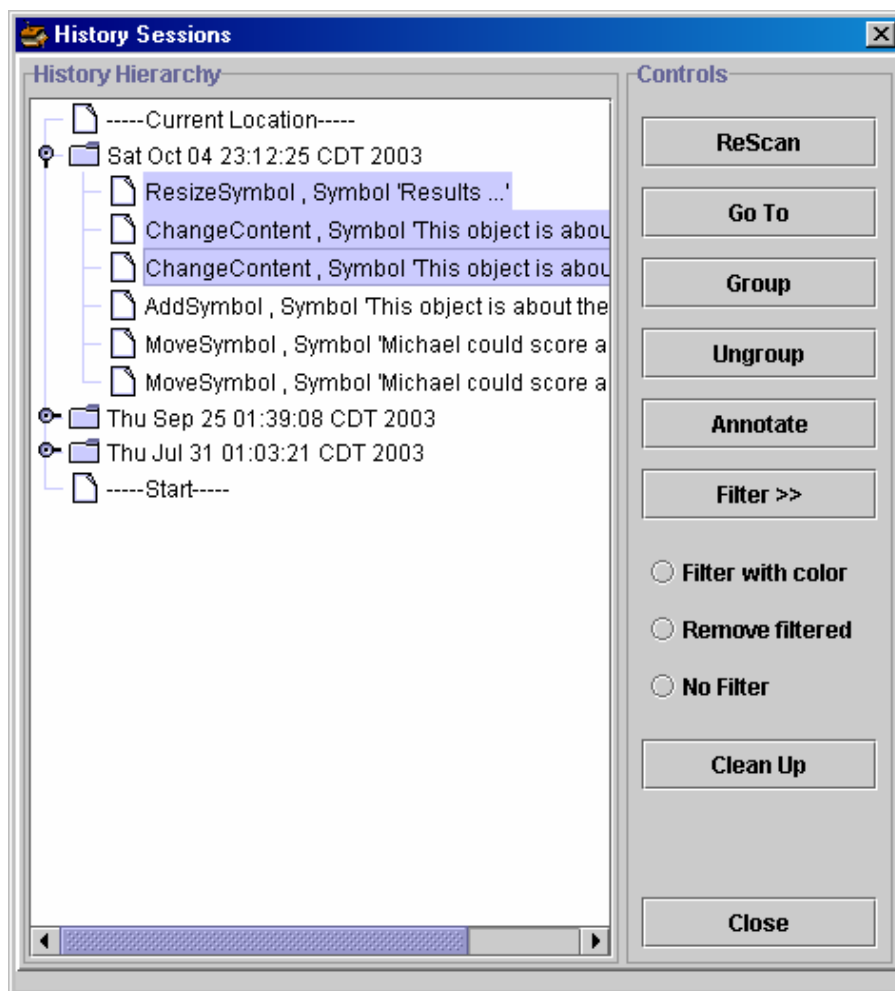 History Sessions
History Hierarchy
-----Current Location-----
Sat Oct 04 23:12:25 CDT 2003
ResizeSymbol , Symbol 'Results ...'
ChangeContent , Symbol 'This object is abou
ChangeContent , Symbol 'This object is abou
AddSymbol , Symbol 'This object is about the
MoveSymbol , Symbol 'Michael could score a
MoveSymbol , Symbol 'Michael could score a
Thu Sep 25 01:39:08 CDT 2003
Thu Jul 31 01:03:21 CDT 2003
-----Start-----
Controls
ReScan
Go To
Group
Ungroup
Annotate
Filter >>
Filter with color
Remove filtered
No Filter
Clean Up
Close